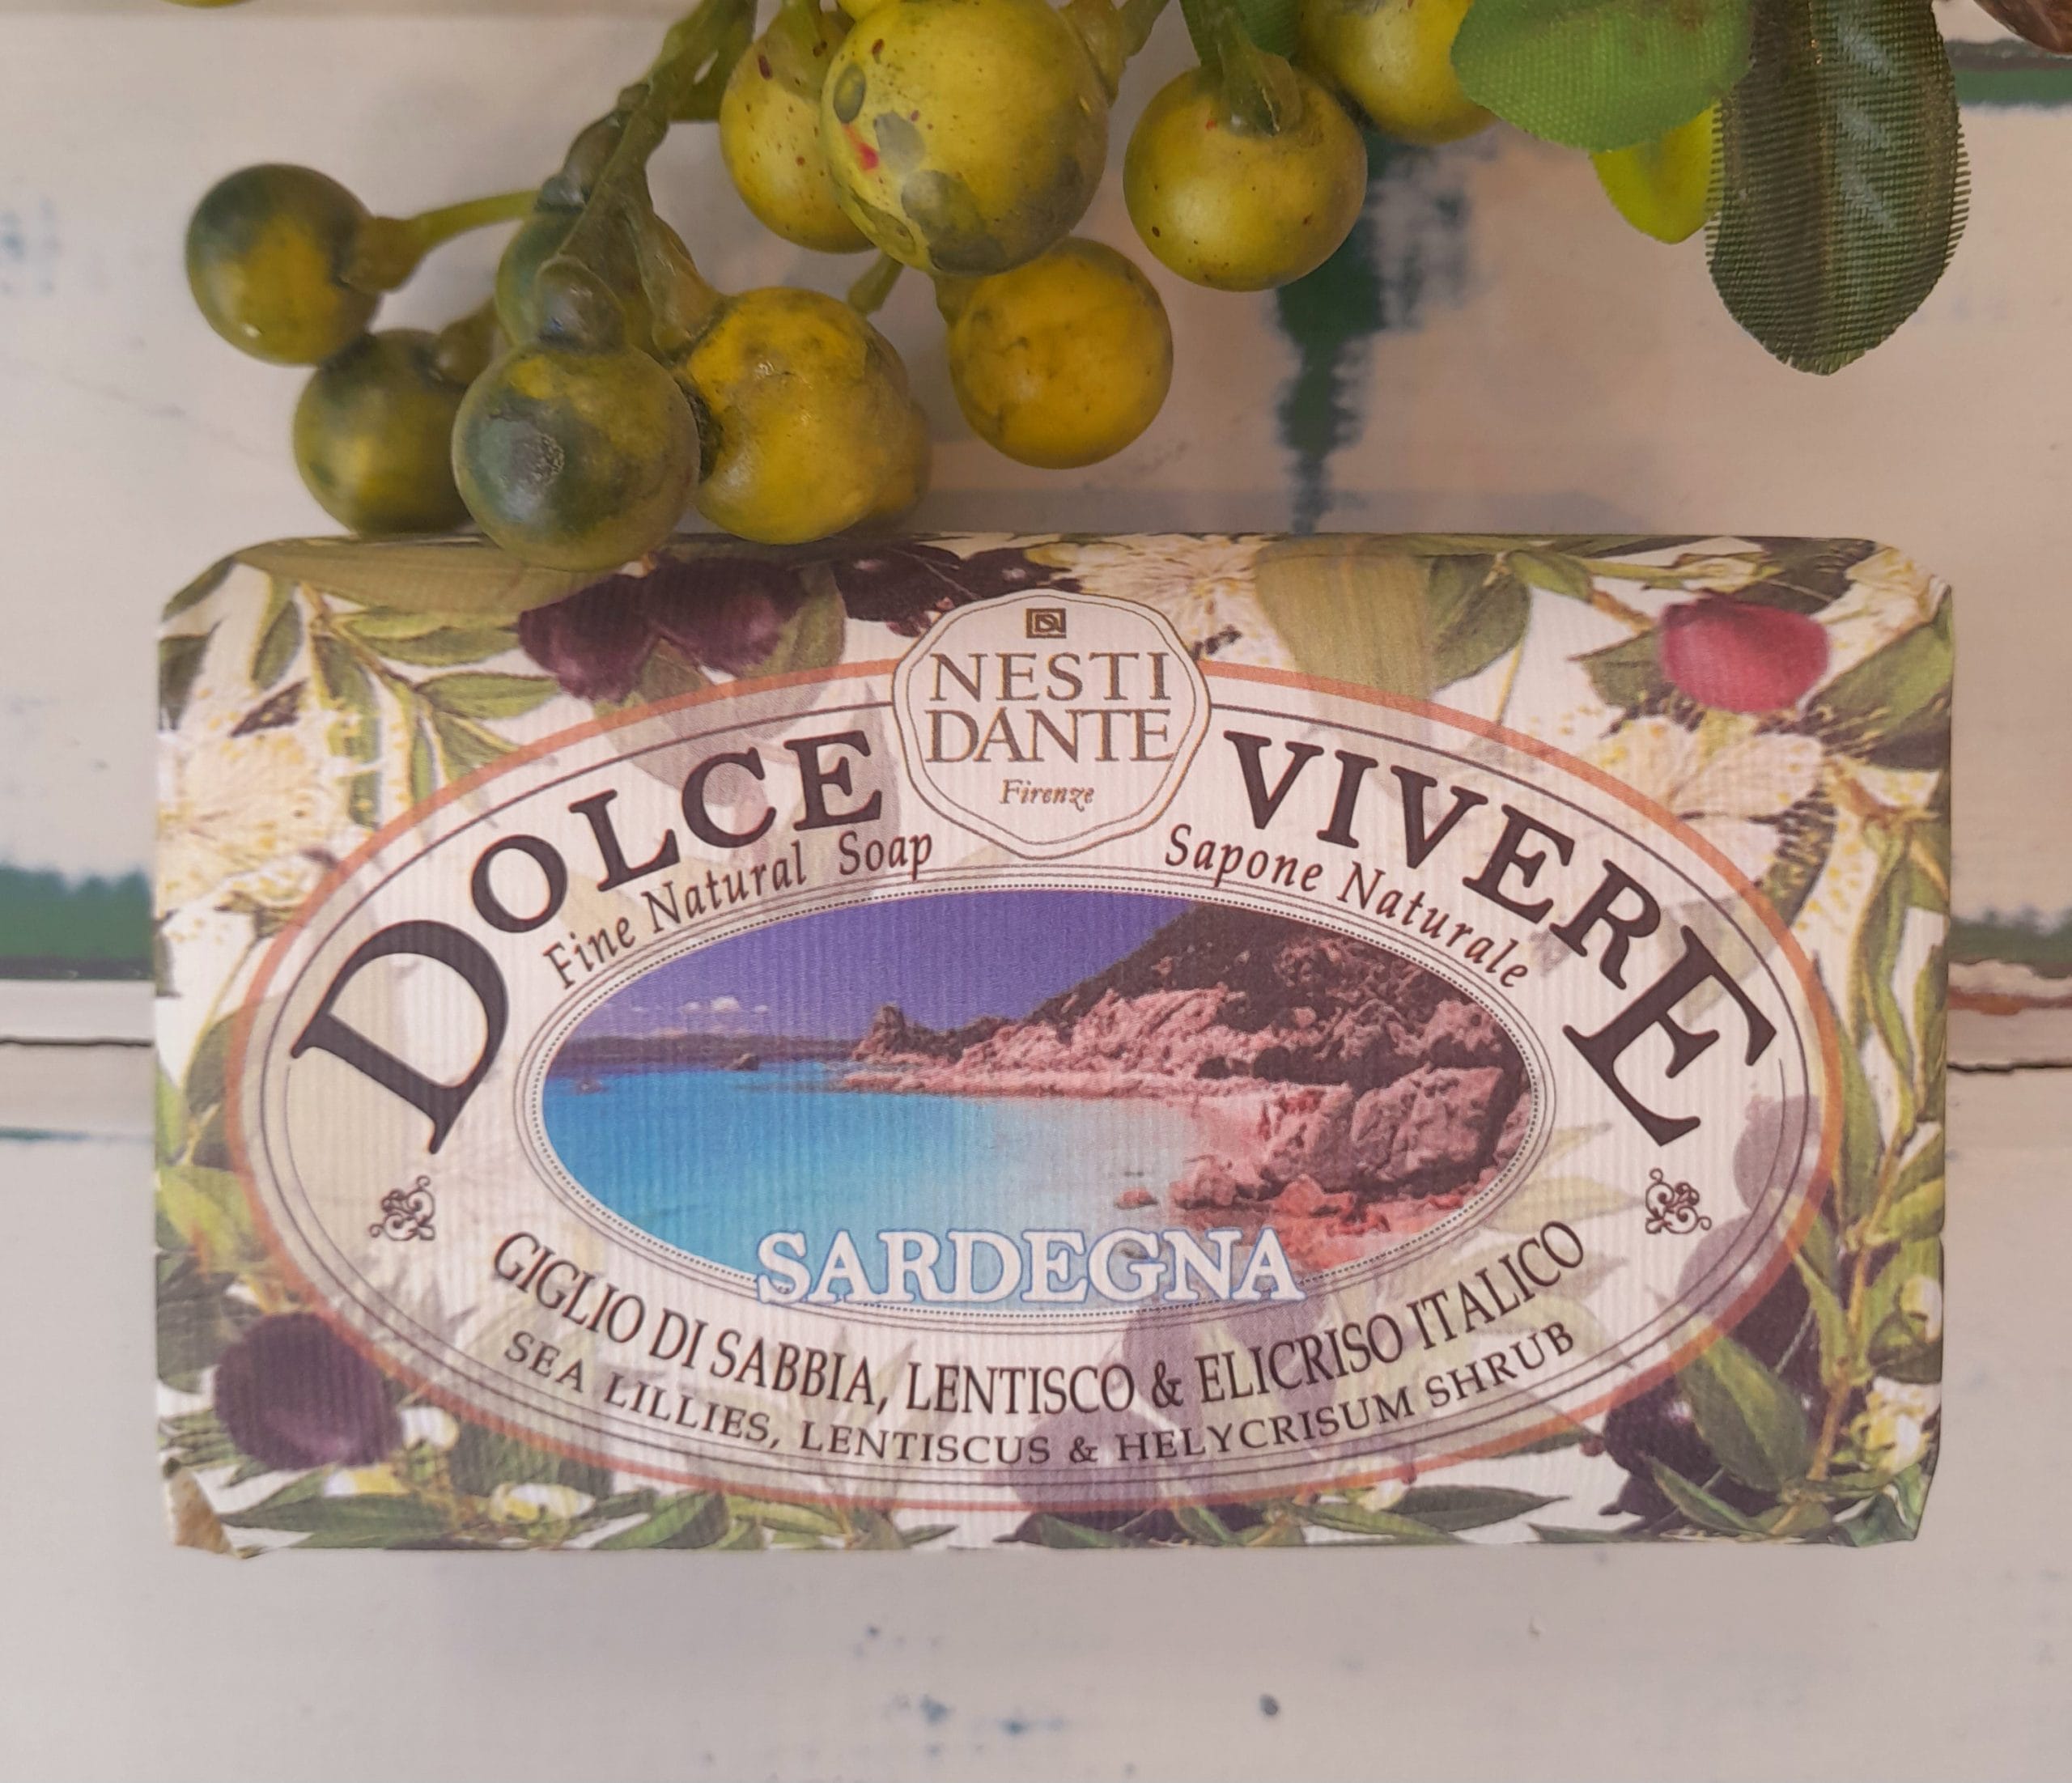 NESTI
DANTE
Firenze
DOLCE VIVERE
Fine Natural Soap Sapone Naturale
SARDEGNA
GIGLIO DI SABBIA, LENTISCO & ELICRISO ITALICO
SEA LILLIES, LENTISCUS & HELYCRISUM SHRUB